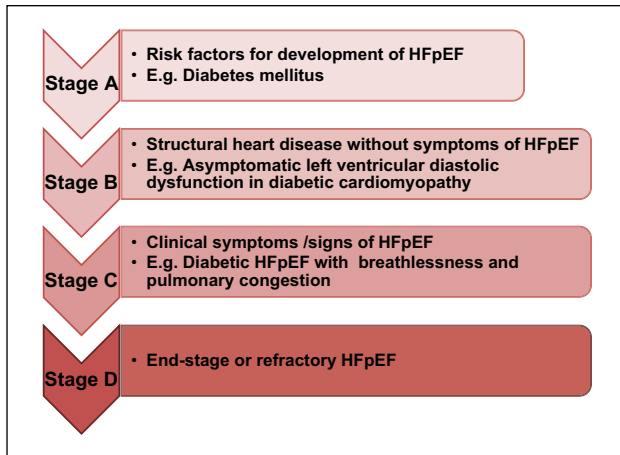 Stage A
• Risk factors for development of HFpEF
• E.g. Diabetes mellitus
Stage B
• Structural heart disease without symptoms of HFpEF
• E.g. Asymptomatic left ventricular diastolic
dysfunction in diabetic cardiomyopathy
Stage C
• Clinical symptoms /signs of HFpEF
• E.g. Diabetic HFpEF with  breathlessness and
pulmonary congestion
Stage D
• End-stage or refractory HFpEF